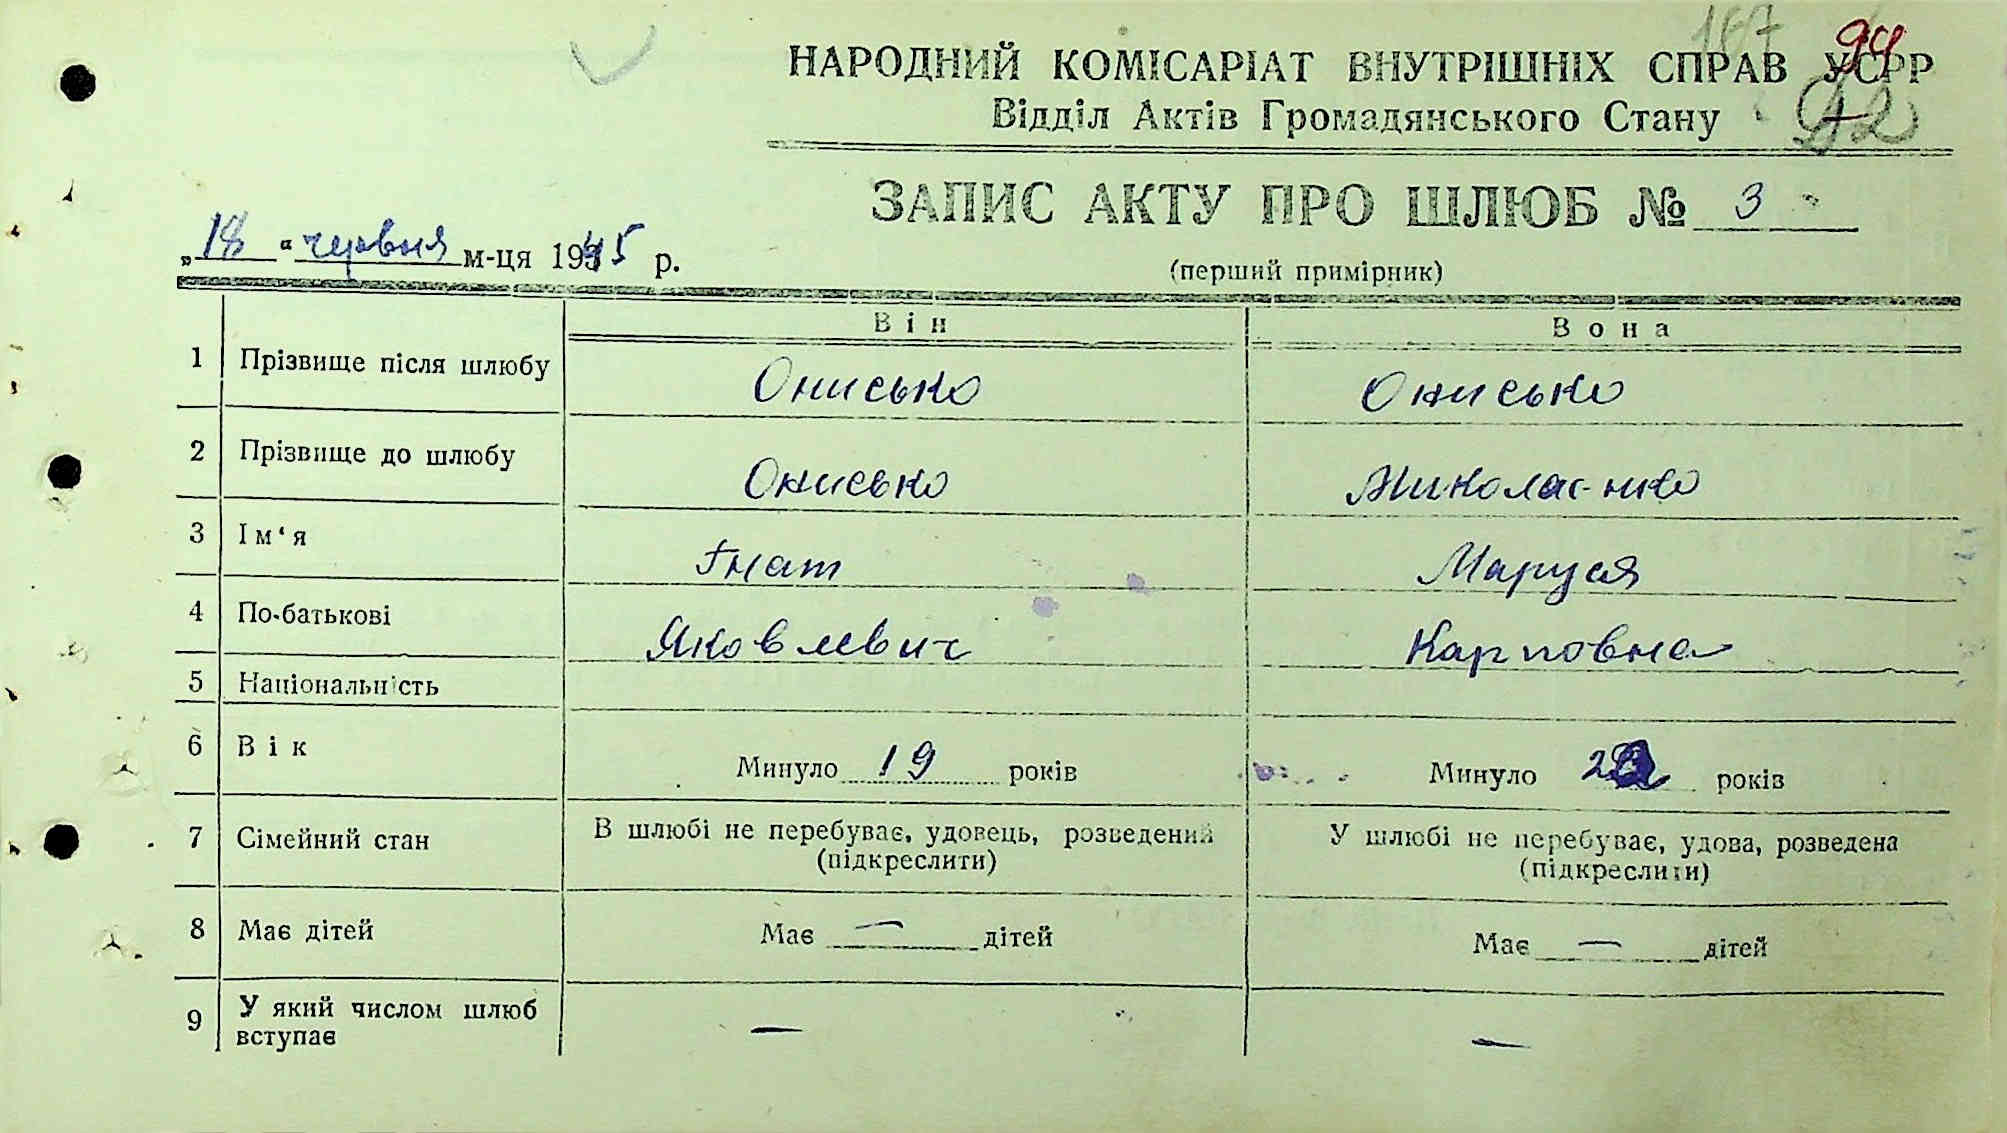 167 94
НАРОДНИЙ КОМІСАРІАТ ВНУТРІШНІХ СПРАВ УСРР
Відділ Актів Громадянського Стану
ЗАПИС АКТУ ПРО ШЛЮБ № 3
„18“ червня м-ця 1945 р.
(перший примірник)
Він Вона
1 Прізвище після шлюбу Онисько Онисько
2 Прізвище до шлюбу Онисько Миколаєнко
3 Ім‘я Гнат Маруся
4 По-батькові Яковлевич Карповна
5 Національність
6 Вік Минуло 19 років Минуло років
7 Сімейний стан В шлюбі не перебуває, удовець, розведений У шлюбі не перебуває, удова, розведена
(підкреслити) (підкреслити)
8 Має дітей Має — дітей Має — дітей
9 У який числом шлюб
вступає — —